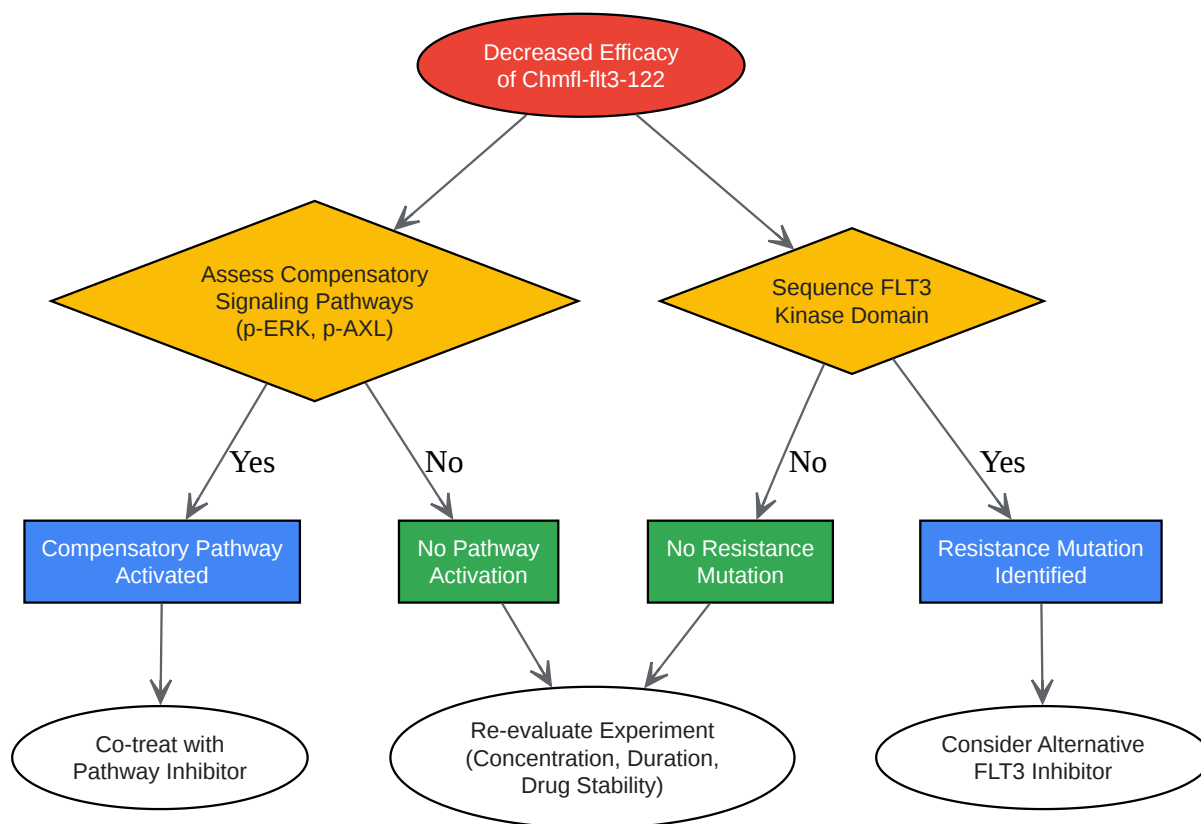 Decreased Efficacy
of Chmfl-flt3-122
Assess Compensatory
Signaling Pathways
(p-ERK, p-AXL)
Sequence FLT3
Kinase Domain
Yes
No
No
Yes
Compensatory Pathway
Activated
No Pathway
Activation
No Resistance
Mutation
Resistance Mutation
Identified
Co-treat with
Pathway Inhibitor
Re-evaluate Experiment
(Concentration, Duration,
Drug Stability)
Consider Alternative
FLT3 Inhibitor